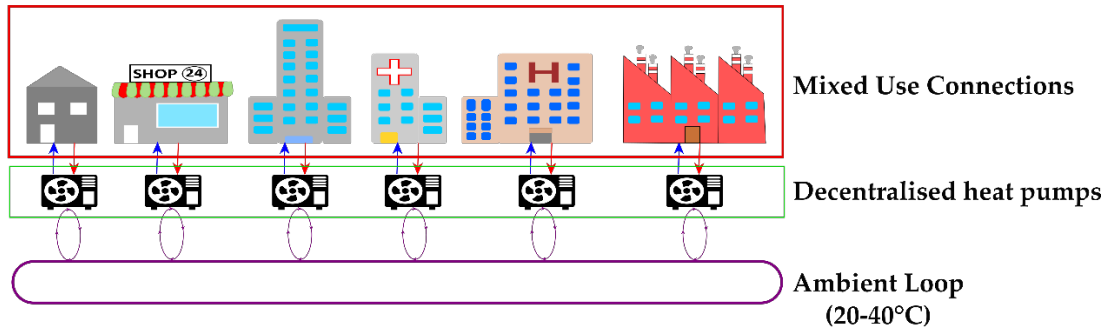 SHOP 24
H
Mixed Use Connections
Decentralised heat pumps
Ambient Loop
(20-40°C)